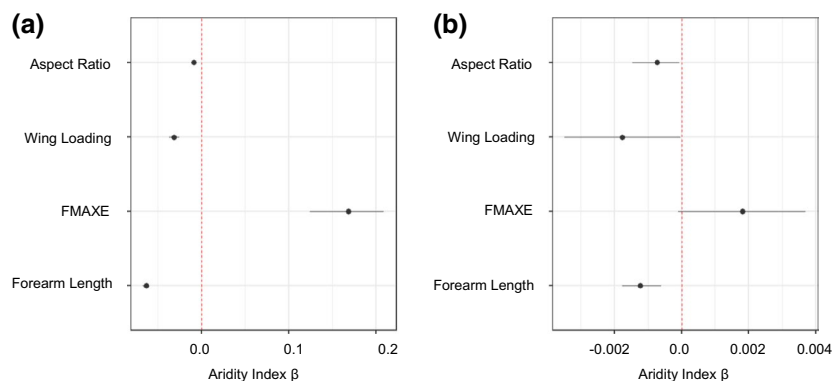 (a)
Aspect Ratio
Wing Loading
FMAXE
Forearm Length
0.0 0.1 0.2
Aridity Index β
(b)
Aspect Ratio
Wing Loading
FMAXE
Forearm Length
-0.002 0.0 0.002 0.004
Aridity Index β